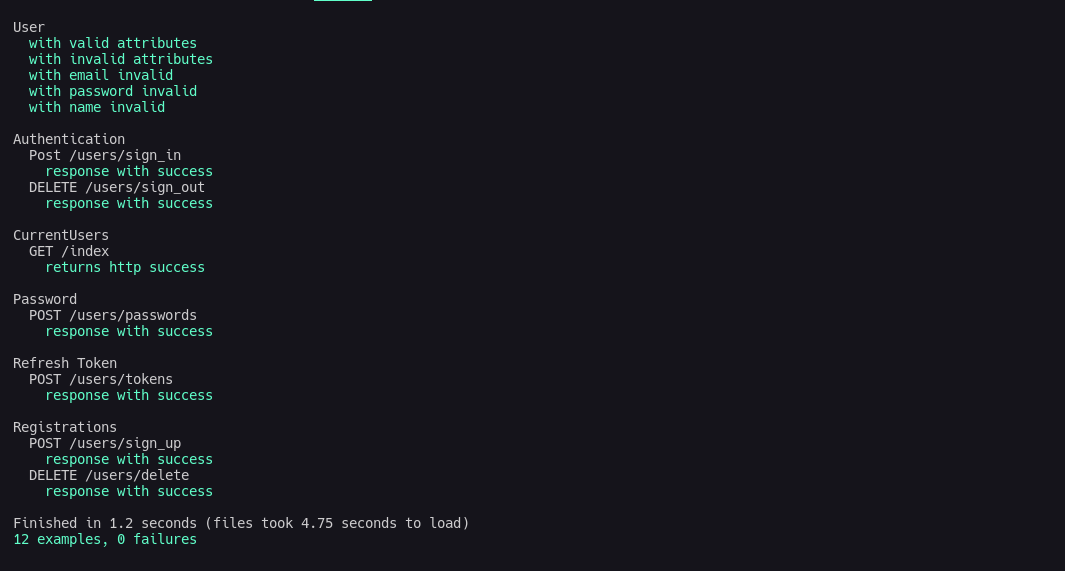 User
  with valid attributes
  with invalid attributes
  with email invalid
  with password invalid
  with name invalid

Authentication
  Post /users/sign_in
    response with success
  DELETE /users/sign_out
    response with success

CurrentUsers
  GET /index
    returns http success

Password
  POST /users/passwords
    response with success

Refresh Token
  POST /users/tokens
    response with success

Registrations
  POST /users/sign_up
    response with success
  DELETE /users/delete
    response with success

Finished in 1.2 seconds (files took 4.75 seconds to load)
12 examples, 0 failures